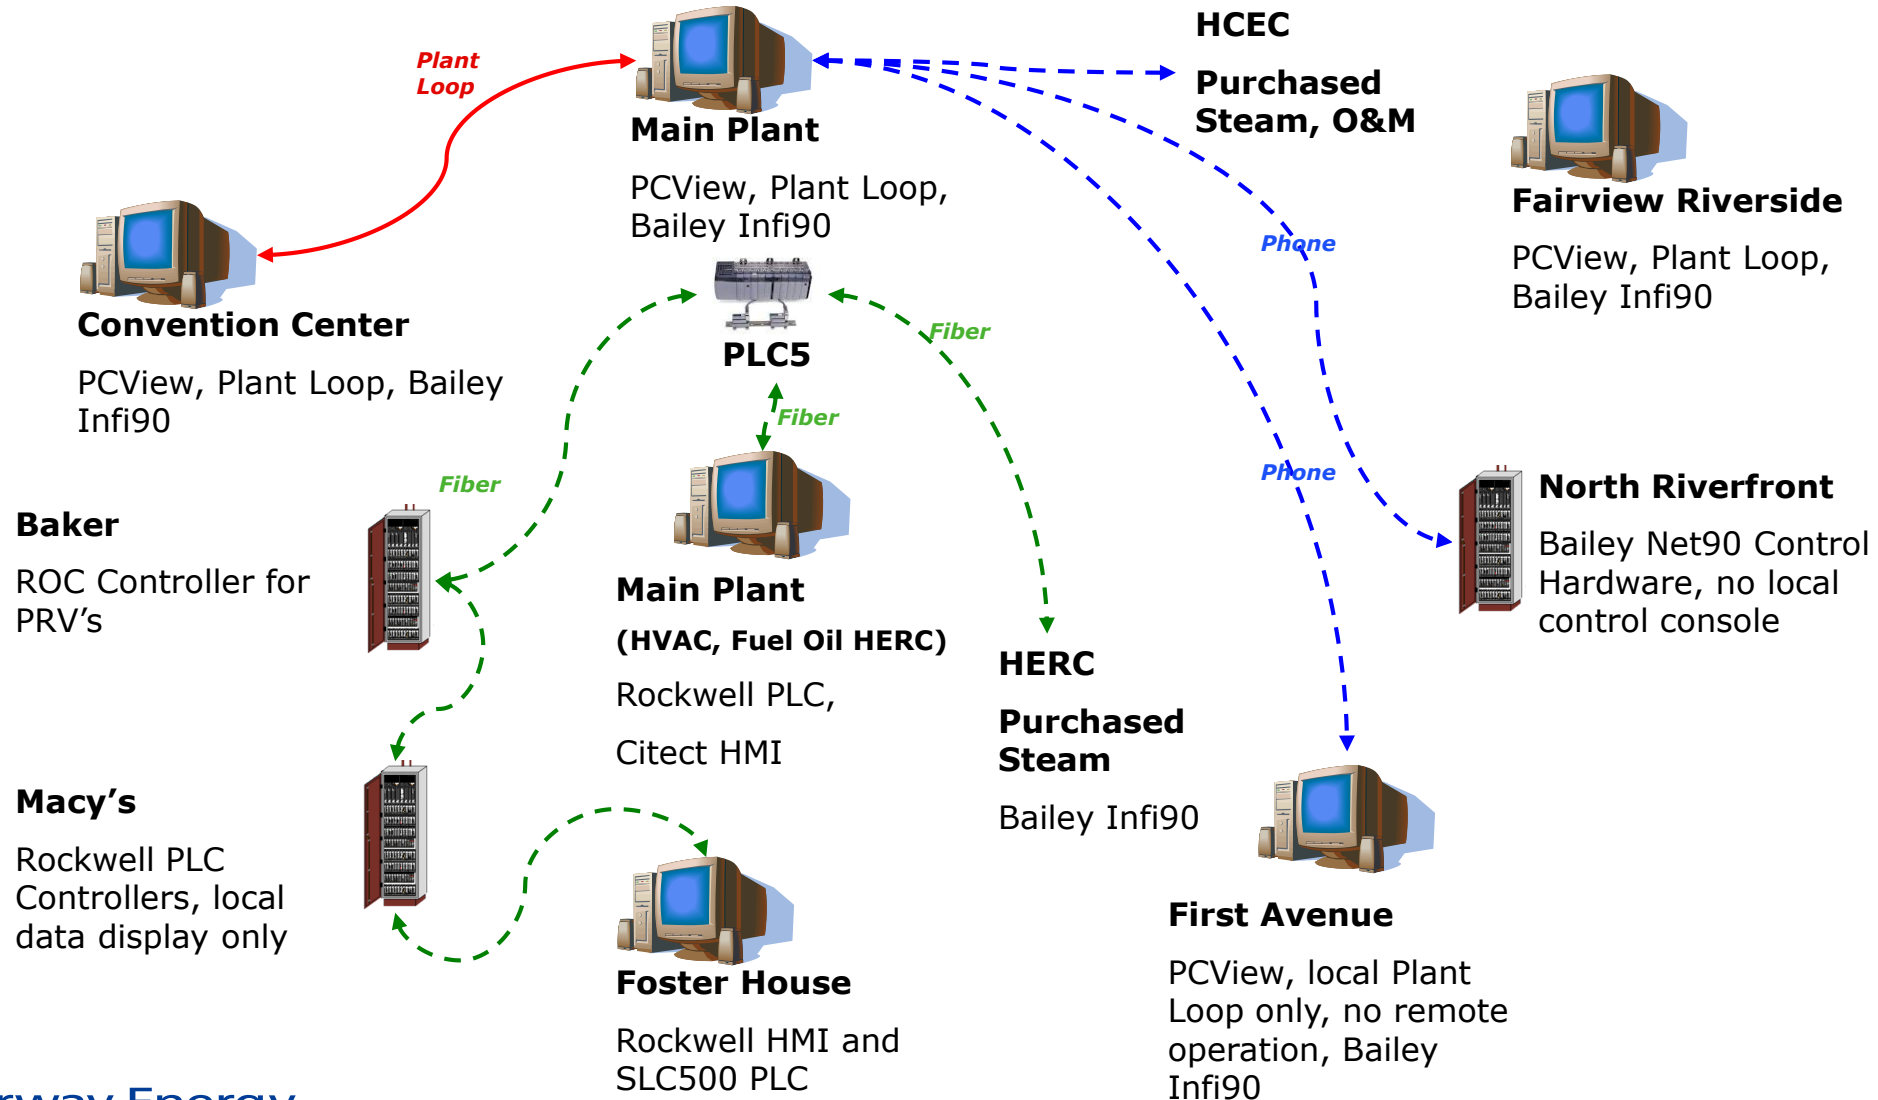 HCEC
Purchased
Steam, O&M
Plant
Loop
Main Plant
PCView, Plant Loop,
Bailey Infi90
Fairview Riverside
PCView, Plant Loop,
Bailey Infi90
Phone
Convention Center
PCView, Plant Loop, Bailey
Infi90
PLC5
Fiber
Fiber
Fiber
Phone
North Riverfront
Bailey Net90 Control
Hardware, no local
control console
Baker
ROC Controller for
PRV’s
Main Plant
(HVAC, Fuel Oil HERC)
Rockwell PLC,
Citect HMI
HERC
Purchased
Steam
Bailey Infi90
Macy’s
Rockwell PLC
Controllers, local
data display only
Foster House
Rockwell HMI and
SLC500 PLC
First Avenue
PCView, local Plant
Loop only, no remote
operation, Bailey
Infi90
Energy